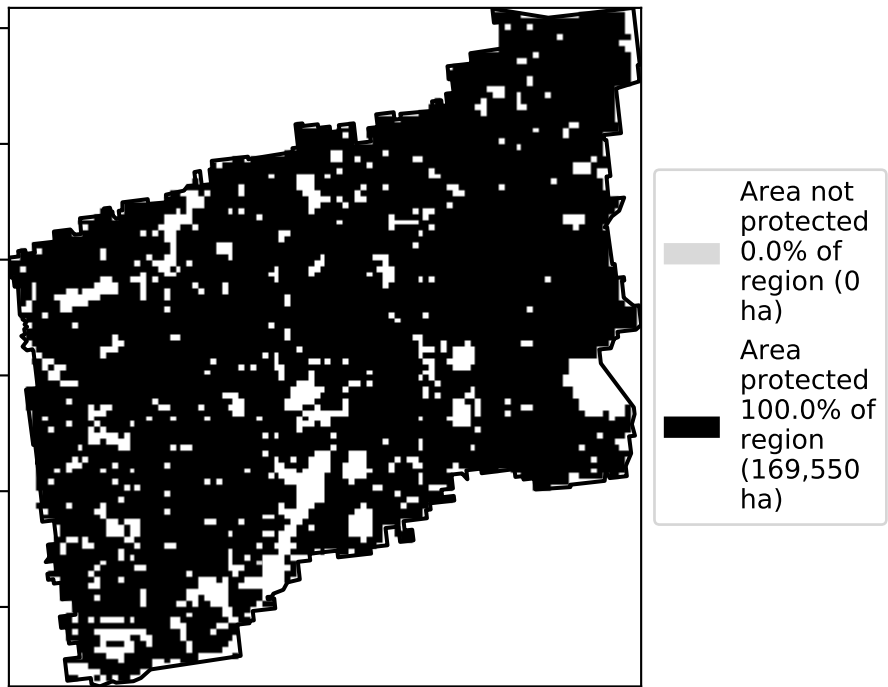 Area not
protected
0.0% of
region (0
ha)
Area
protected
100.0% of
region
(169,550
ha)